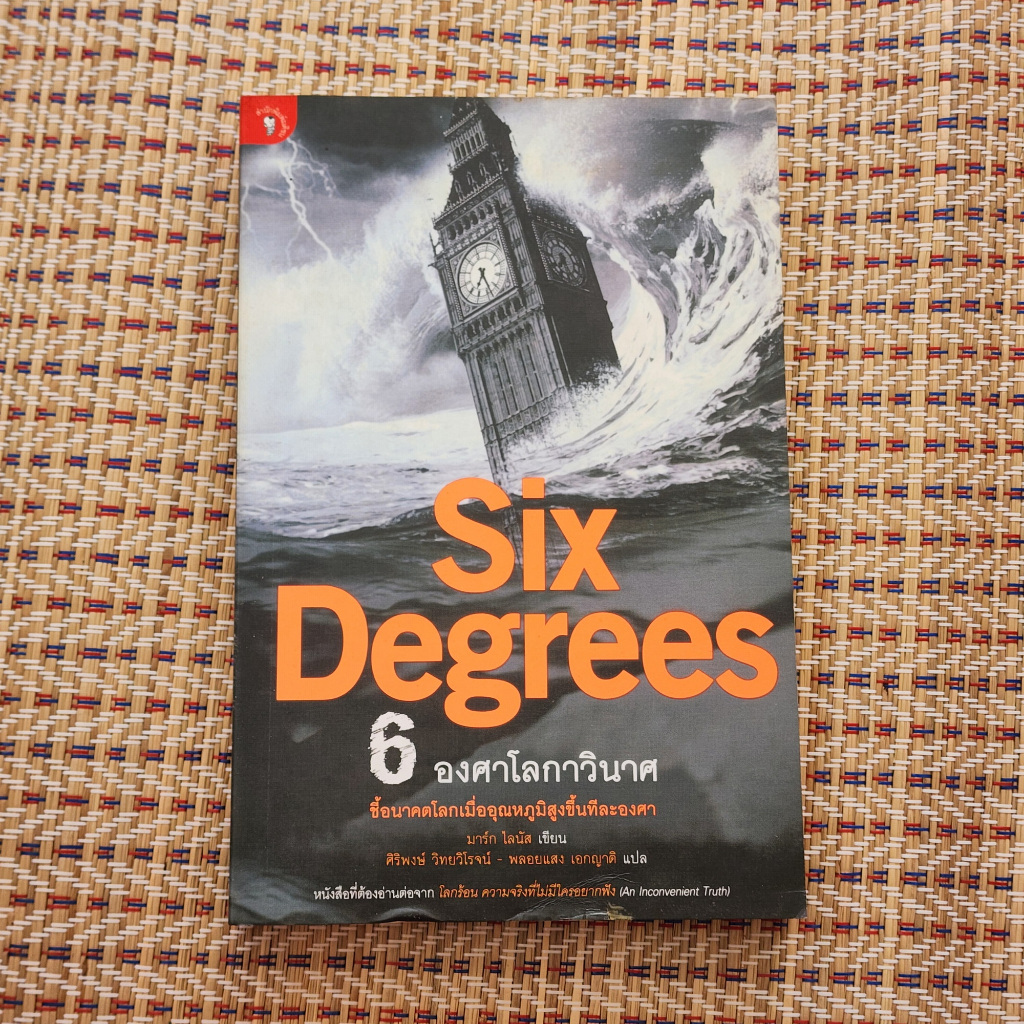 Six
Degrees
6 องศาโลกาวินาศ
ชี้อนาคตโลกเมื่ออุณหภูมิสูงขึ้นทีละองศา
มาร์ก ไลนัส เขียน
ศิริพงษ์ วิทยวิโรจน์ - พลอยแสง เอกญาติ แปล
หนังสือที่ต้องอ่านต่อจาก โลกร้อน ความจริงที่ไม่มีใครอยากฟัง (An Inconvenient Truth)